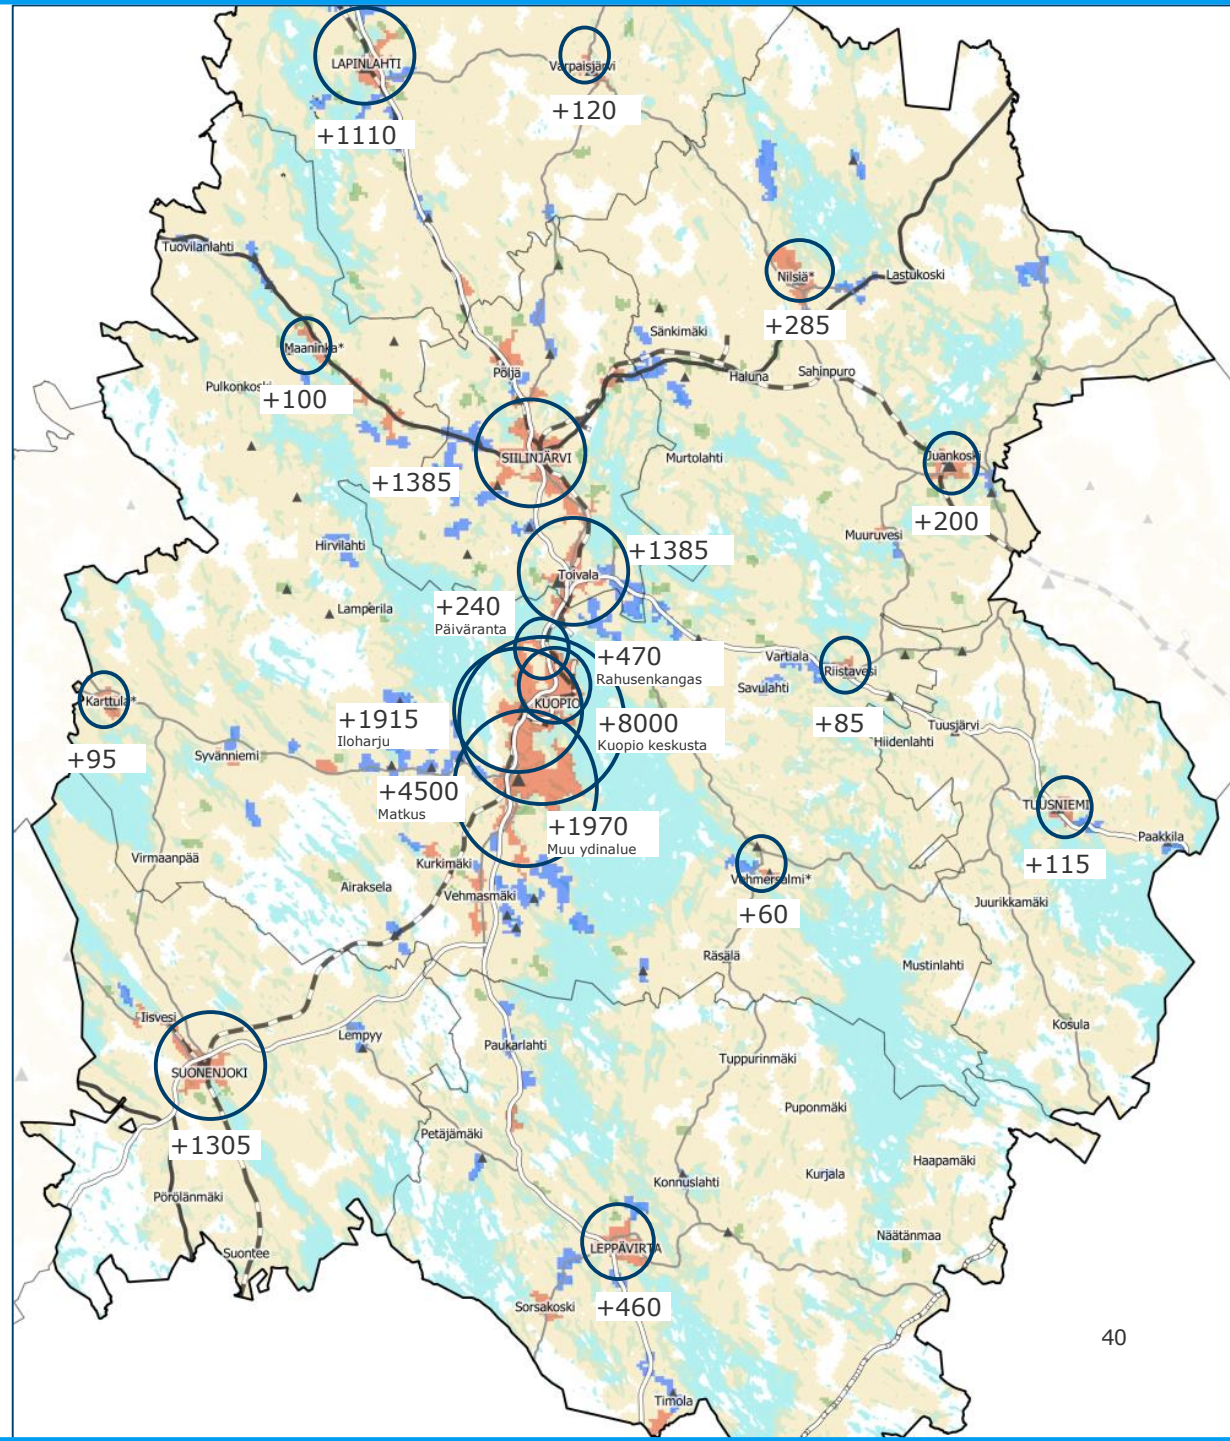 LAPINLAHTI
Varpaisjärvi
+1110
+120
Tuovilanlahti
Nilsiä*
Lastukoski
+285
Maaninka*
Sänkimäki
Pöljä
Haluna
Sahinpuro
+100
SIILINJÄRVI
Murtolahti
Juankoski
+1385
+200
Muuruvesi
Hirvilahti
+1385
Toivala
Lamperila
+240
Päiväranta
+470
Rahusenkangas
Vartiala
Riistavesi
Savulahti
Karttula*
KUOPIO
+1915
Iloharju
+8000
Kuopio keskusta
+85
Tuusjärvi
Hiidenlahti
+95
Syvänniemi
+4500
Matkus
TUUSNIEMI
+1970
Muu ydinalue
Paakkila
Virmaanpää
Kurkimäki
+115
Airaksela
Vehmersalmi*
Vehmasmäki
Juurikkamäki
+60
Räsälä
Mustinlahti
Iisvesi
Kosula
Lempyy
Paukarlahti
Tuppurinmäki
SUONENJOKI
Puponmäki
+1305
Petäjämäki
Haapamäki
Kurjala
Konnuslahti
Pörölänmäki
Näätänmaa
Suontee
LEPPÄVIRTA
Sorsakoski
+460
40
Timola